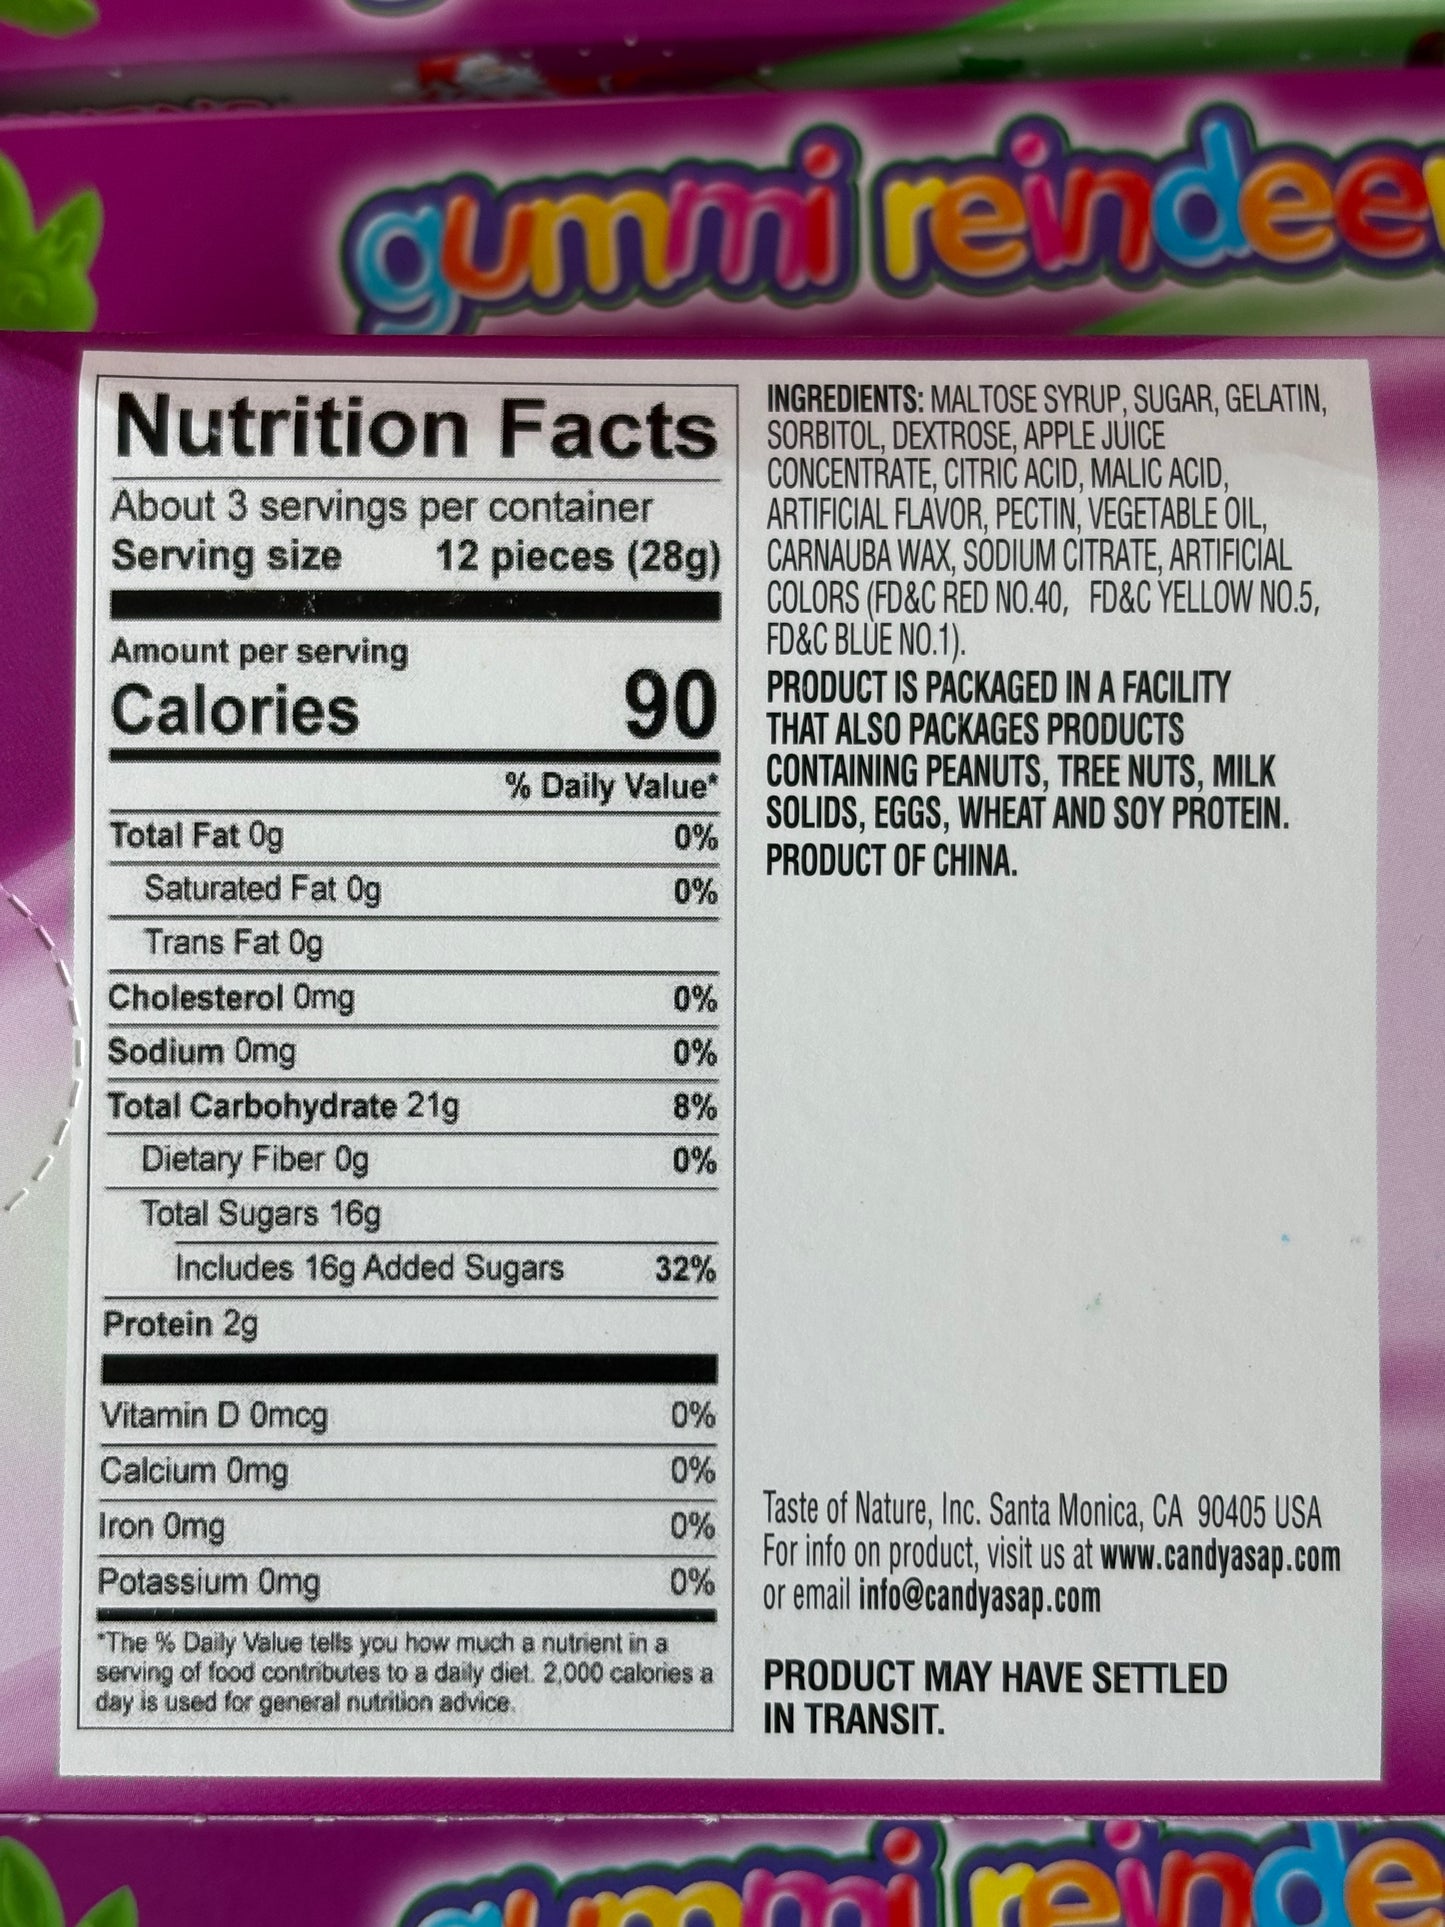 gummi reindeer
Nutrition Facts
About 3 servings per container
Serving size 12 pieces (28g)
Amount per serving
Calories 90
% Daily Value*
Total Fat 0g 0%
Saturated Fat 0g 0%
Trans Fat 0g
Cholesterol 0mg 0%
Sodium 0mg 0%
Total Carbohydrate 21g 8%
Dietary Fiber 0g 0%
Total Sugars 16g
Includes 16g Added Sugars 32%
Protein 2g
Vitamin D 0mcg 0%
Calcium 0mg 0%
Iron 0mg 0%
Potassium 0mg 0%
*The % Daily Value tells you how much a nutrient in a
serving of food contributes to a daily diet. 2,000 calories a
day is used for general nutrition advice.
INGREDIENTS: MALTOSE SYRUP, SUGAR, GELATIN,
SORBITOL, DEXTROSE, APPLE JUICE
CONCENTRATE, CITRIC ACID, MALIC ACID,
ARTIFICIAL FLAVOR, PECTIN, VEGETABLE OIL,
CARNAUBA WAX, SODIUM CITRATE, ARTIFICIAL
COLORS (FD&C RED NO.40, FD&C YELLOW NO.5,
FD&C BLUE NO.1).
PRODUCT IS PACKAGED IN A FACILITY
THAT ALSO PACKAGES PRODUCTS
CONTAINING PEANUTS, TREE NUTS, MILK
SOLIDS, EGGS, WHEAT AND SOY PROTEIN.
PRODUCT OF CHINA.
Taste of Nature, Inc. Santa Monica, CA 90405 USA
For info on product, visit us at www.candyasap.com
or email info@candyasap.com
PRODUCT MAY HAVE SETTLED
IN TRANSIT.
gummi reinde